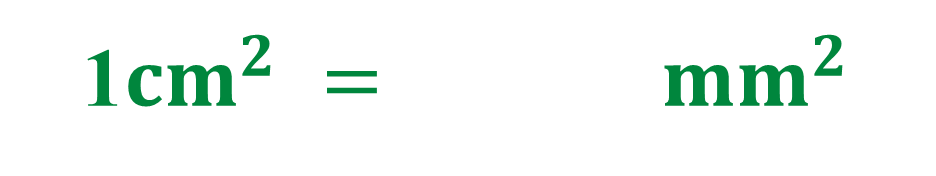 1cm² = mm²